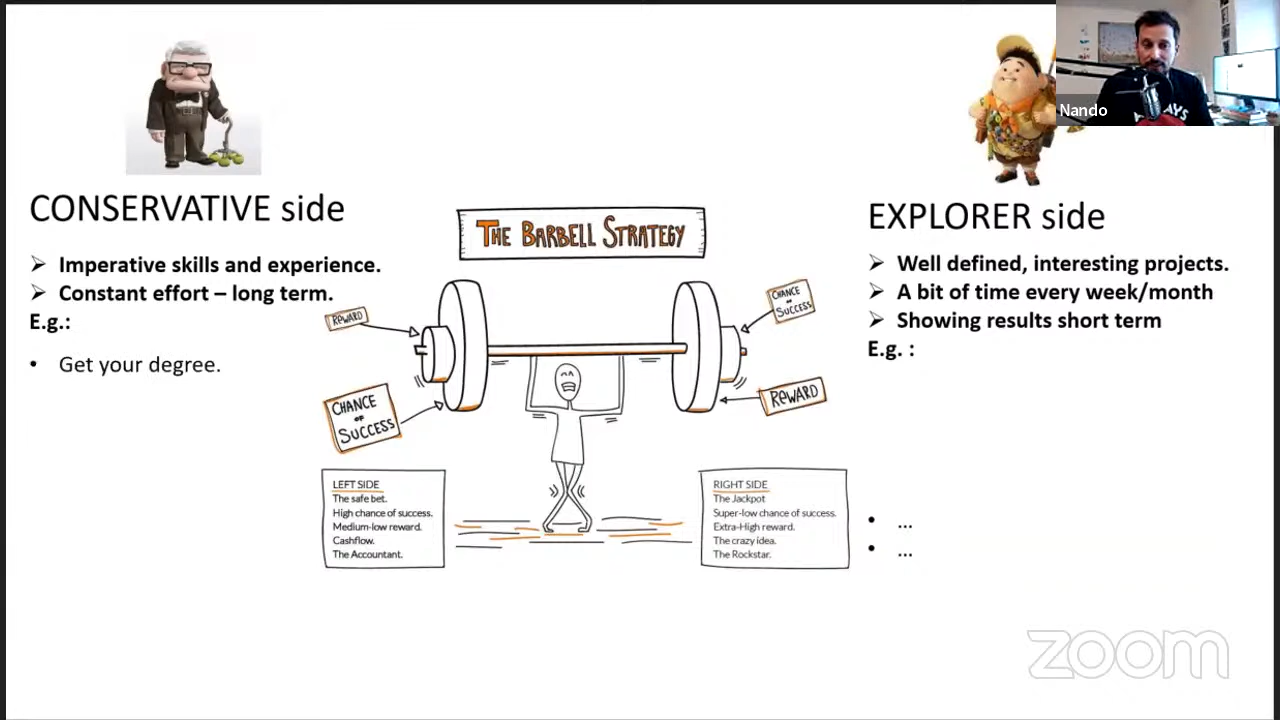 Nando
CONSERVATIVE side
➢ Imperative skills and experience.
➢ Constant effort – long term.
E.g.:
• Get your degree.
THE BARBELL STRATEGY
REWARD
CHANCE
OF
SUCCESS
CHANCE
OF
SUCCESS
REWARD
LEFT SIDE
The safe bet.
High chance of success.
Medium-low reward.
Cashflow.
The Accountant.
RIGHT SIDE
The Jackpot
Super-low chance of success.
Extra-High reward.
The crazy idea.
The Rockstar.
EXPLORER side
➢ Well defined, interesting projects.
➢ A bit of time every week/month
➢ Showing results short term
E.g. :
• ...
• ...
zoom